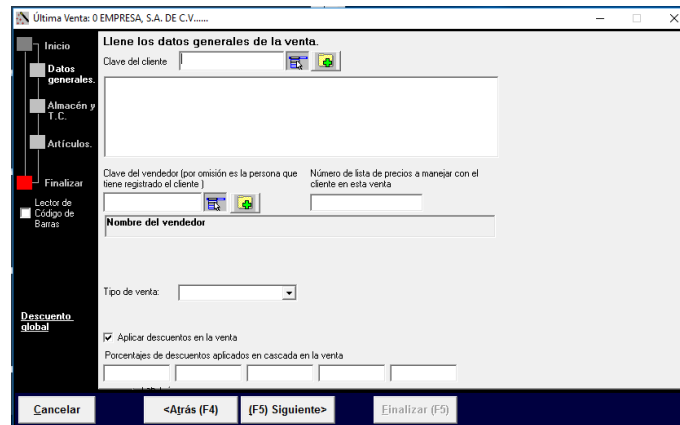 Última Venta: 0 EMPRESA, S.A. DE C.V......
Inicio
Datos
generales.
Almacén y
T.C.
Artículos.
Finalizar
Lector de
Código de
Barras
Descuento
global
Llene los datos generales de la venta.
Clave del cliente
Clave del vendedor (por omisión es la persona que
tiene registrado el cliente )
Número de lista de precios a manejar con el
cliente en esta venta
Nombre del vendedor
Tipo de venta:
Aplicar descuentos en la venta
Porcentajes de descuentos aplicados en cascada en la venta
Cancelar
<Atrás (F4)
(F5) Siguiente>
Finalizar (F5)